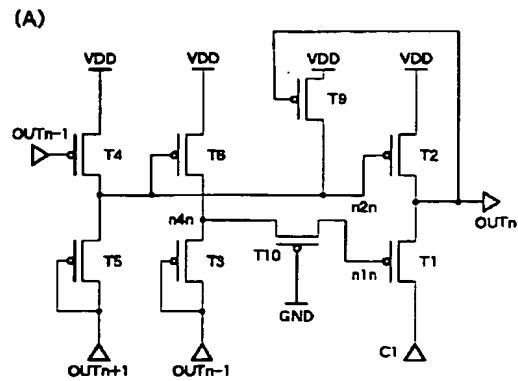 (A)
VDD VDD VDD VDD
T9
OUTn-1 T4 T6 T2
n2n
OUTn
n4n
T5 T3 T10 n1n T1
GND
C1
OUTn+1 OUTn-1